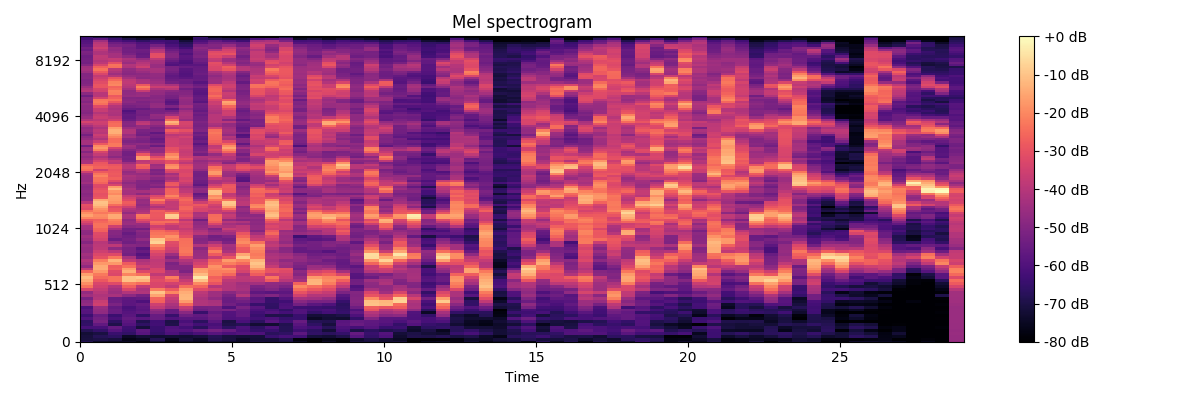 Mel spectrogram
Hz
8192
4096
2048
1024
512
0
0 5 10 15 20 25
Time
+0 dB
-10 dB
-20 dB
-30 dB
-40 dB
-50 dB
-60 dB
-70 dB
-80 dB